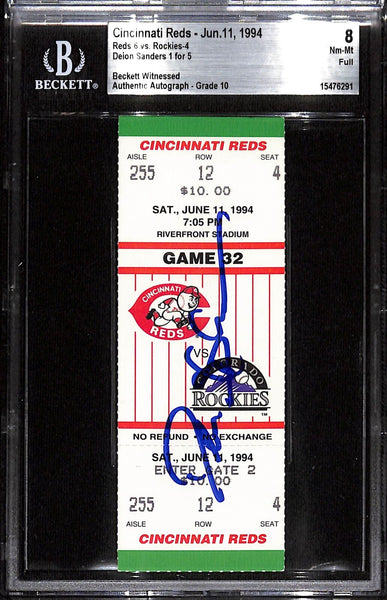 BECKETT®
Cincinnati Reds - Jun.11, 1994
Reds 6 vs. Rockies-4
Deion Sanders 1 for 5
Beckett Witnessed
Authentic Autograph - Grade 10
8
Nm-Mt
Full
15476291
CINCINNATI REDS
AISLE ROW SEAT
255 12 4
$10.00
SAT., JUNE 11, 1994
7:05 PM
RIVERFRONT STADIUM
GAME 32
CINCINNATI
REDS
VS
COLORADO
ROCKIES
TM
NO REFUND • NO EXCHANGE
SAT., JUNE 11, 1994
ENTER GATE 2
$10.00
255 12 4
AISLE ROW SEAT
CINCINNATI REDS